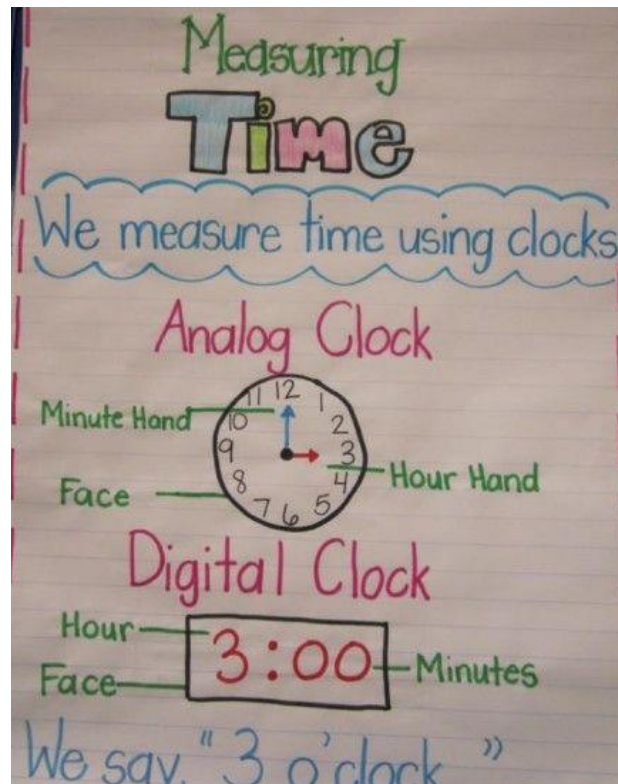 Measuring
Time
We measure time using clocks
Analog Clock
11 12 1
Minute Hand 10 2
9 3
8 4 Hour Hand
Face 7 6 5
Digital Clock
Hour
3:00
Face Minutes
We say, "3 o'clock"